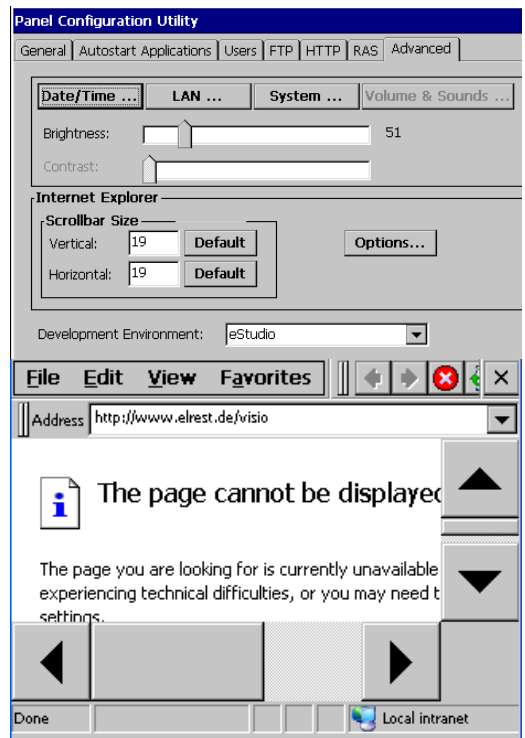 Panel Configuration Utility
General Autostart Applications Users FTP HTTP RAS Advanced
Date/Time ... LAN ... System ... Volume & Sounds ...
Brightness: 51
Contrast:
Internet Explorer
Scrollbar Size
Vertical: 19 Default Options...
Horizontal: 19 Default
Development Environment: eStudio
File Edit View Favorites
Address http://www.elrest.de/visio
The page cannot be displayed
The page you are looking for is currently unavailable
experiencing technical difficulties, or you may need t
settings.
Done Local intranet